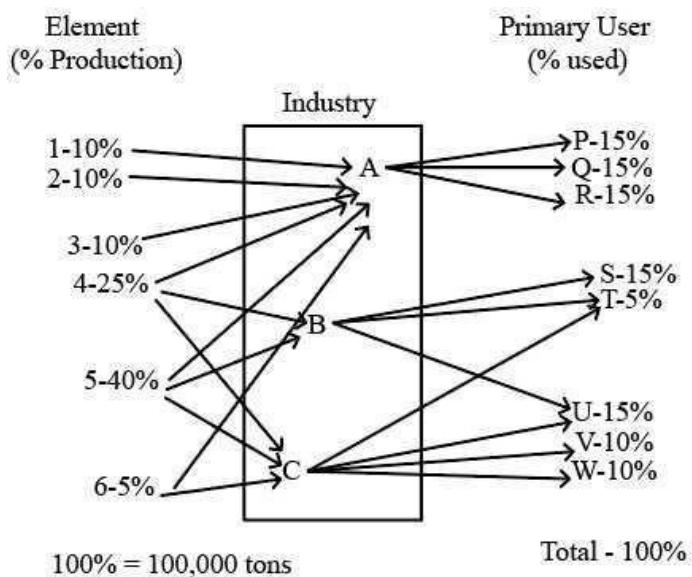 Element
(% Production)
Primary User
(% used)
Industry
1-10%
2-10%
3-10%
4-25%
5-40%
6-5%
A
B
C
P-15%
Q-15%
R-15%
S-15%
T-5%
U-15%
V-10%
W-10%
100% = 100,000 tons
Total - 100%